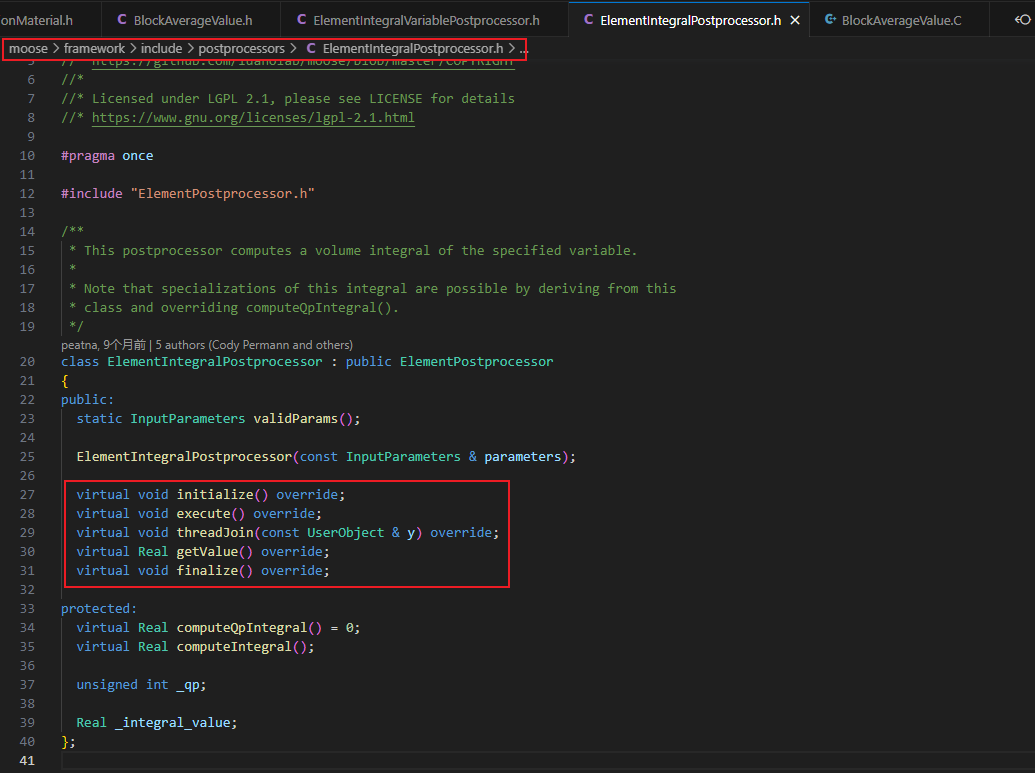 onMaterial.h
C BlockAverageValue.h
C ElementIntegralVariablePostprocessor.h
C ElementIntegralPostprocessor.h ×
C+ BlockAverageValue.C
moose > framework > include > postprocessors > C ElementIntegralPostprocessor.h > ...
5 //* https://github.com/idaholab/moose/blob/master/COPYRIGHT
6 //*
7 //* Licensed under LGPL 2.1, please see LICENSE for details
8 //* https://www.gnu.org/licenses/lgpl-2.1.html
9
10 #pragma once
11
12 #include "ElementPostprocessor.h"
13
14 /**
15 * This postprocessor computes a volume integral of the specified variable.
16 *
17 * Note that specializations of this integral are possible by deriving from this
18 * class and overriding computeQpIntegral().
19 */
peatna, 9个月前 | 5 authors (Cody Permann and others)
20 class ElementIntegralPostprocessor : public ElementPostprocessor
21 {
22 public:
23 static InputParameters validParams();
24
25 ElementIntegralPostprocessor(const InputParameters & parameters);
26
27 virtual void initialize() override;
28 virtual void execute() override;
29 virtual void threadJoin(const UserObject & y) override;
30 virtual Real getValue() override;
31 virtual void finalize() override;
32
33 protected:
34 virtual Real computeQpIntegral() = 0;
35 virtual Real computeIntegral();
36
37 unsigned int _qp;
38
39 Real _integral_value;
40 };
41